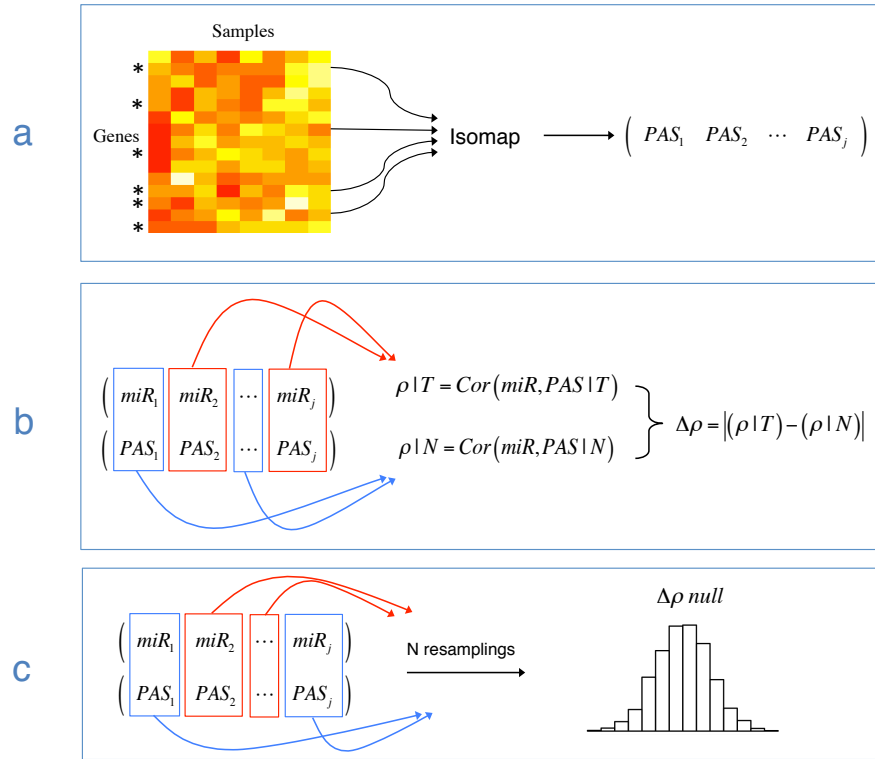 a
Samples
Genes
*
*
*
*
*
*
Isomap
( PAS₁ PAS₂ ⋯ PASⱼ )
b
( miR₁ miR₂ ⋯ miRⱼ )
( PAS₁ PAS₂ ⋯ PASⱼ )
ρ | T = Cor(miR, PAS | T)
ρ | N = Cor(miR, PAS | N)
Δρ = |(ρ | T) − (ρ | N)|
c
( miR₁ miR₂ ⋯ miRⱼ )
( PAS₁ PAS₂ ⋯ PASⱼ )
N resamplings
Δρ null